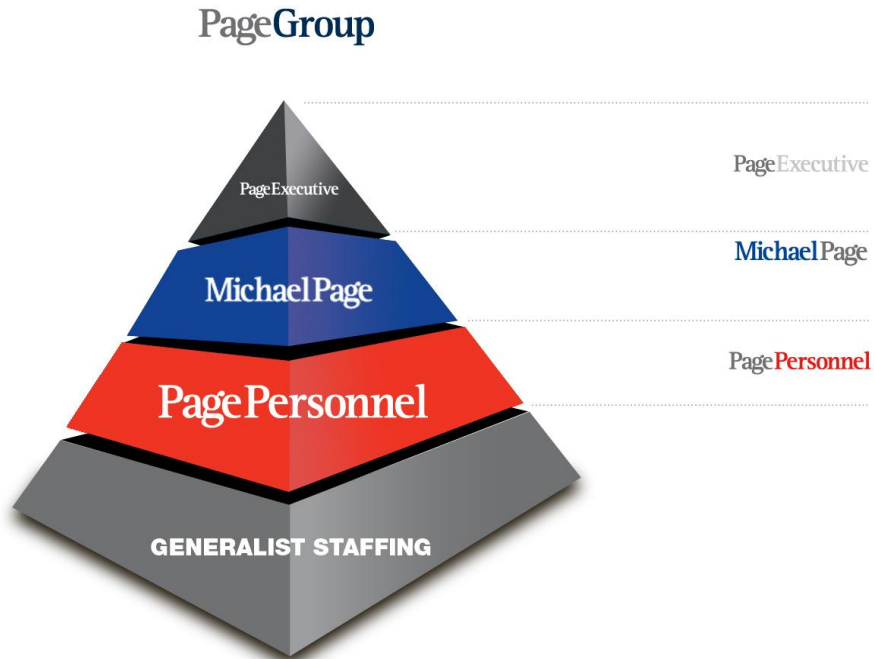 PageGroup
PageExecutive
PageExecutive
MichaelPage
MichaelPage
PagePersonnel
PagePersonnel
GENERALIST STAFFING